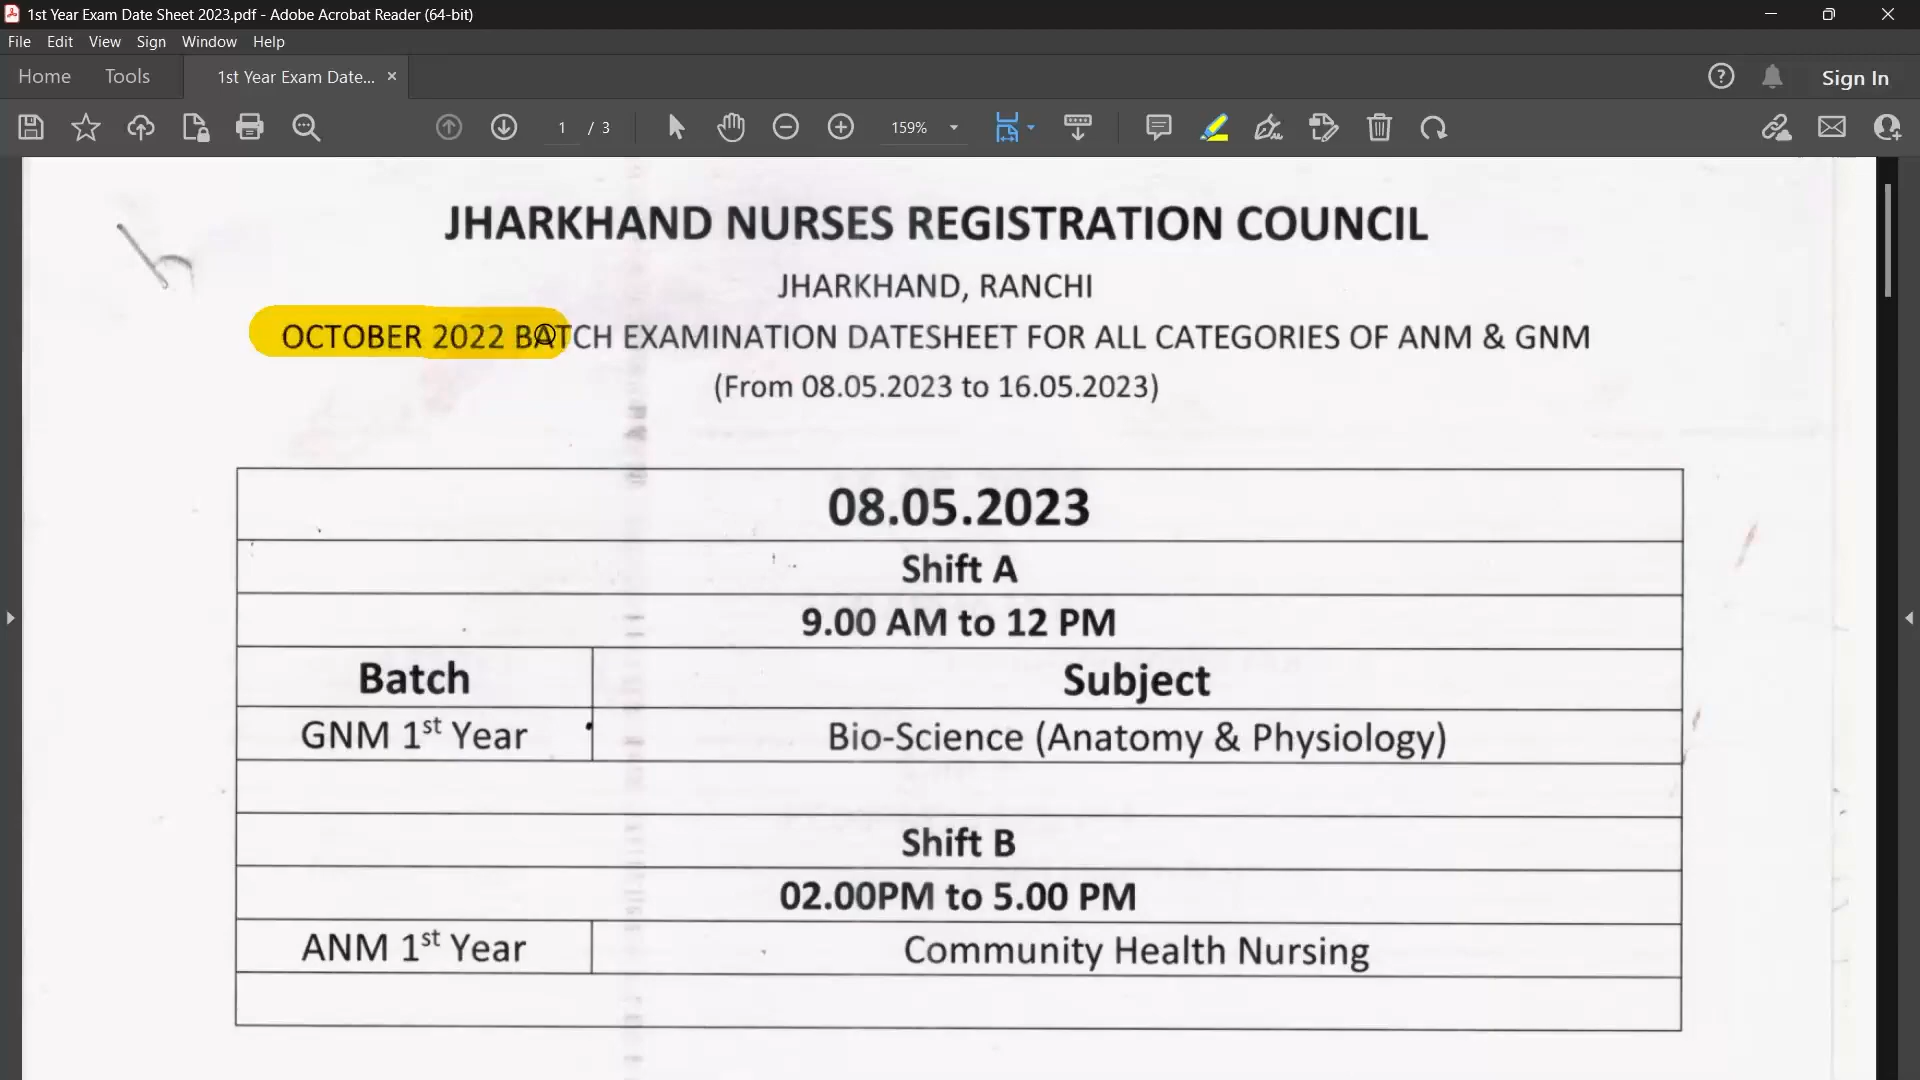 1st Year Exam Date Sheet 2023.pdf - Adobe Acrobat Reader (64-bit)
File Edit View Sign Window Help
Home Tools 1st Year Exam Date... × Sign In
1 / 3 159%
JHARKHAND NURSES REGISTRATION COUNCIL
JHARKHAND, RANCHI
OCTOBER 2022 BATCH EXAMINATION DATESHEET FOR ALL CATEGORIES OF ANM & GNM
(From 08.05.2023 to 16.05.2023)
08.05.2023
Shift A
9.00 AM to 12 PM
Batch Subject
GNM 1st Year Bio-Science (Anatomy & Physiology)
Shift B
02.00PM to 5.00 PM
ANM 1st Year Community Health Nursing